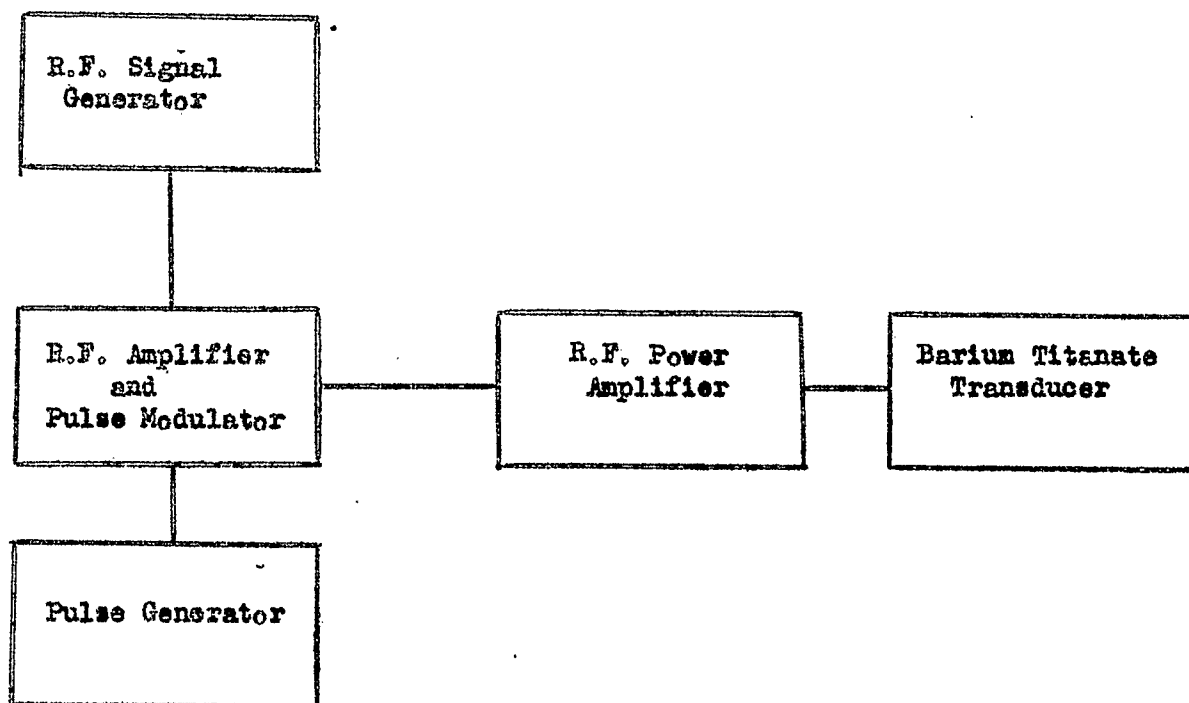 R.F. Signal
Generator
R.F. Amplifier
and
Pulse Modulator
R.F. Power
Amplifier
Barium Titanate
Transducer
Pulse Generator